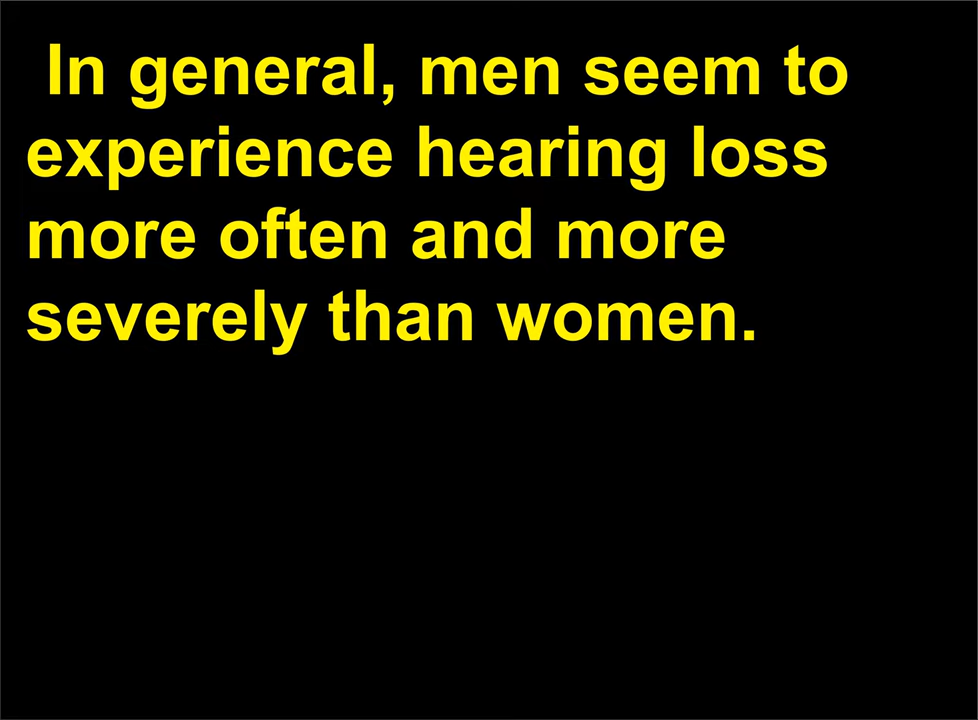 In general, men seem to
experience hearing loss
more often and more
severely than women.